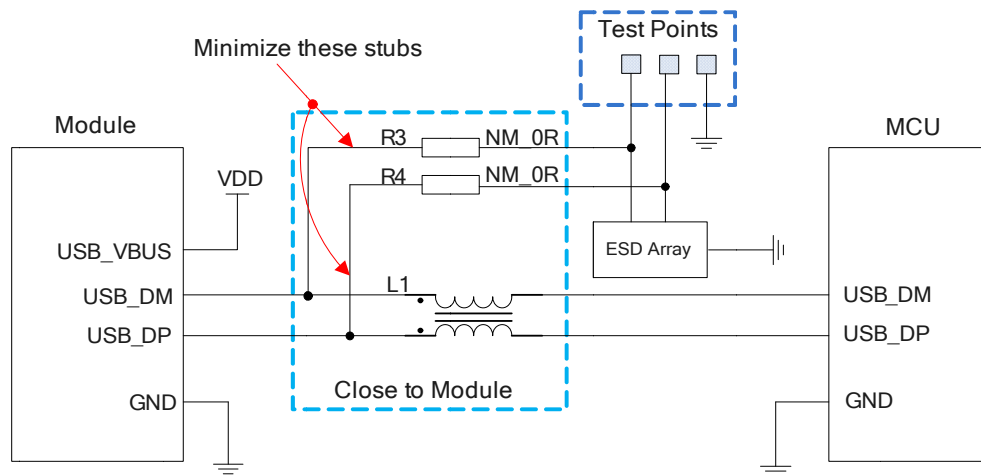 Minimize these stubs
Test Points
Module
MCU
R3
NM_0R
R4
NM_0R
VDD
USB_VBUS
ESD Array
USB_DM
L1
USB_DM
USB_DP
USB_DP
Close to Module
GND
GND